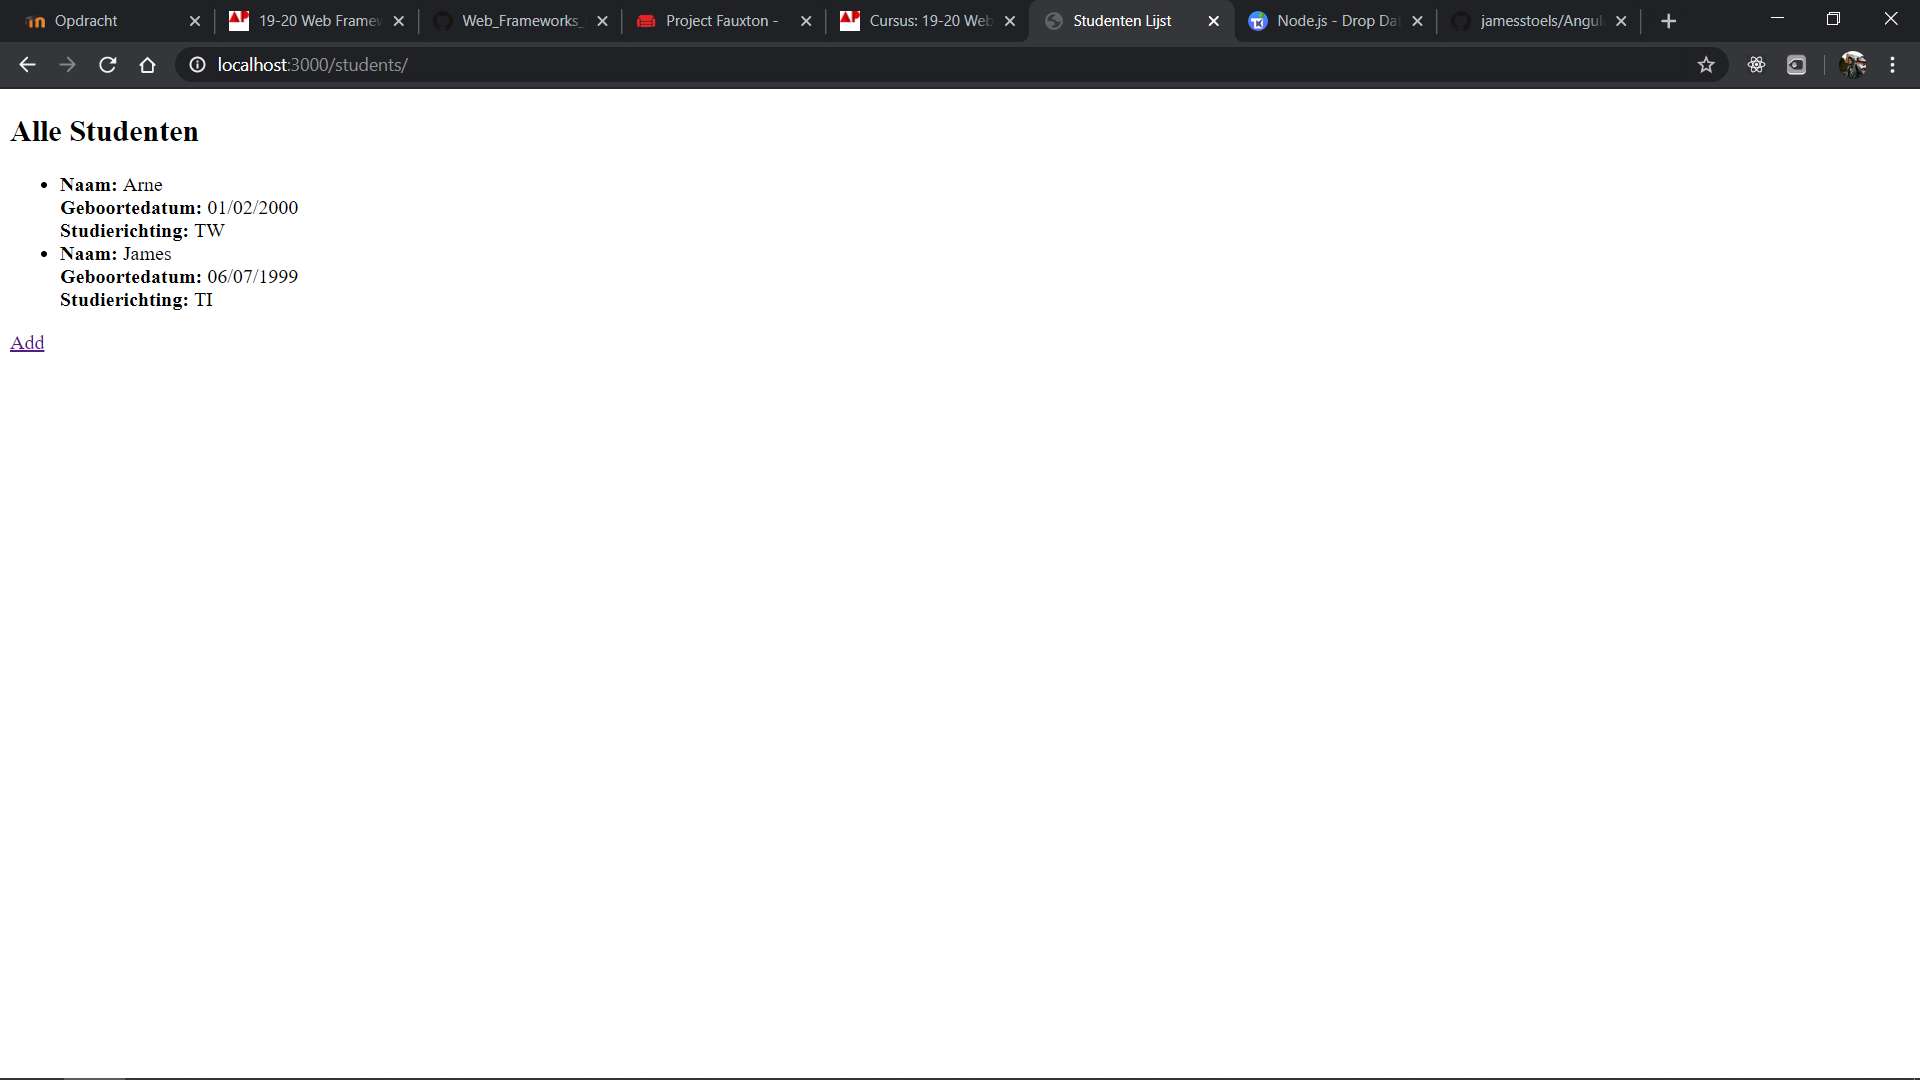 Opdracht
19-20 Web Framew
Web_Frameworks_
Project Fauxton -
Cursus: 19-20 Web
Studenten Lijst
Node.js - Drop Da
jamesstoels/Angul
localhost:3000/students/
Alle Studenten
Naam: Arne
Geboortedatum: 01/02/2000
Studierichting: TW
Naam: James
Geboortedatum: 06/07/1999
Studierichting: TI
Add